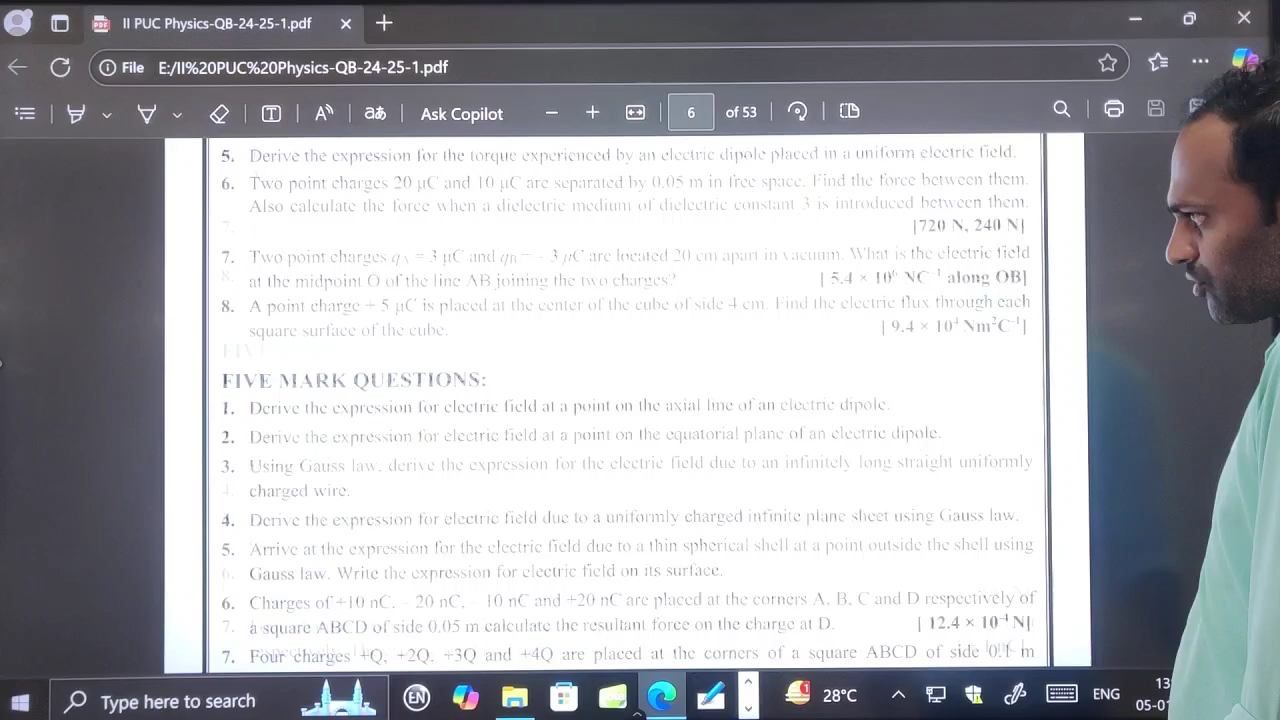 II PUC Physics-QB-24-25-1.pdf
File E:/II%20PUC%20Physics-QB-24-25-1.pdf
Ask Copilot 6 of 53
5. Derive the expression for the torque experienced by an electric dipole placed in a uniform electric field.
6. Two point charges 20 μC and 10 μC are separated by 0.05 m in free space. Find the force between them.
Also calculate the force when a dielectric medium of dielectric constant 3 is introduced between them.
[720 N, 240 N]
7. Two point charges qA = 3 μC and qB = - 3 μC are located 20 cm apart in vacuum. What is the electric field
at the midpoint O of the line AB joining the two charges? [ 5.4 × 10⁶ NC⁻¹ along OB]
8. A point charge + 5 μC is placed at the center of the cube of side 4 cm. Find the electric flux through each
square surface of the cube. [ 9.4 × 10⁴ Nm²C⁻¹]
FIVE MARK QUESTIONS:
1. Derive the expression for electric field at a point on the axial line of an electric dipole.
2. Derive the expression for electric field at a point on the equatorial plane of an electric dipole.
3. Using Gauss law, derive the expression for the electric field due to an infinitely long straight uniformly
charged wire.
4. Derive the expression for electric field due to a uniformly charged infinite plane sheet using Gauss law.
5. Arrive at the expression for the electric field due to a thin spherical shell at a point outside the shell using
Gauss law. Write the expression for electric field on its surface.
6. Charges of +10 nC, - 20 nC, - 10 nC and +20 nC are placed at the corners A, B, C and D respectively of
a square ABCD of side 0.05 m calculate the resultant force on the charge at D. [ 12.4 × 10⁻⁴ N]
7. Four charges +Q, +2Q, +3Q and +4Q are placed at the corners of a square ABCD of side 0.1 m
Type here to search
EN
28°C
ENG